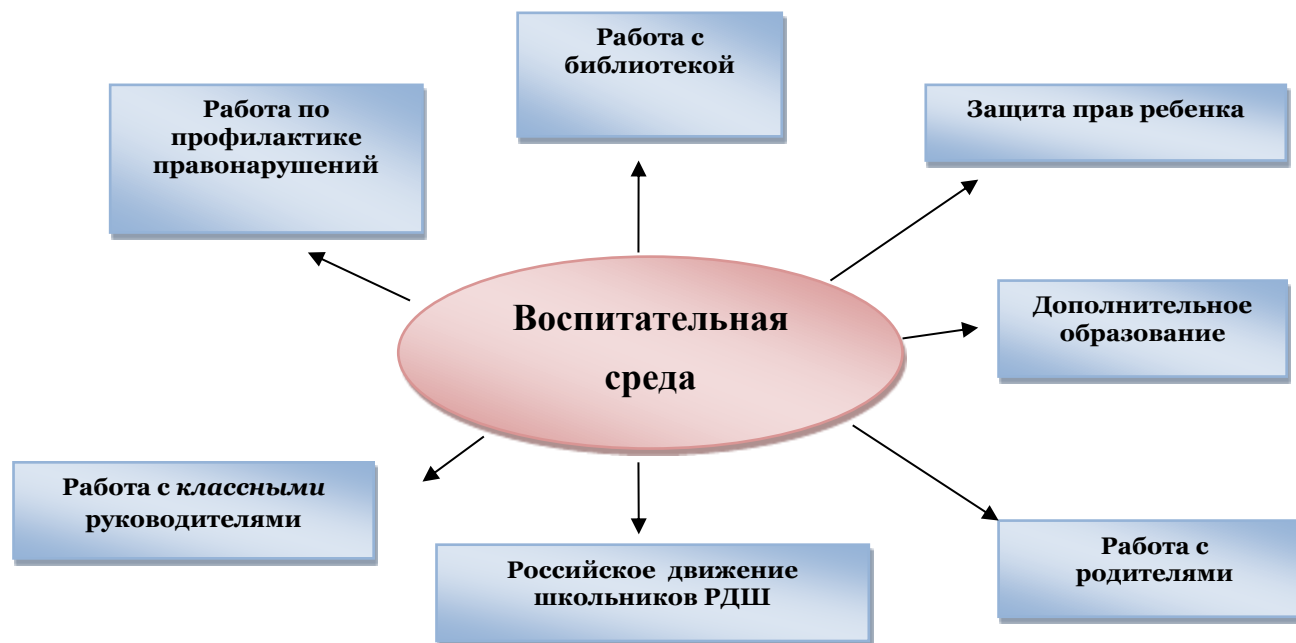 Работа с
библиотекой
Работа по
профилактике
правонарушений
Защита прав ребенка
Воспитательная
среда
Дополнительное
образование
Работа с классными
руководителями
Российское движение
школьников РДШ
Работа с
родителями